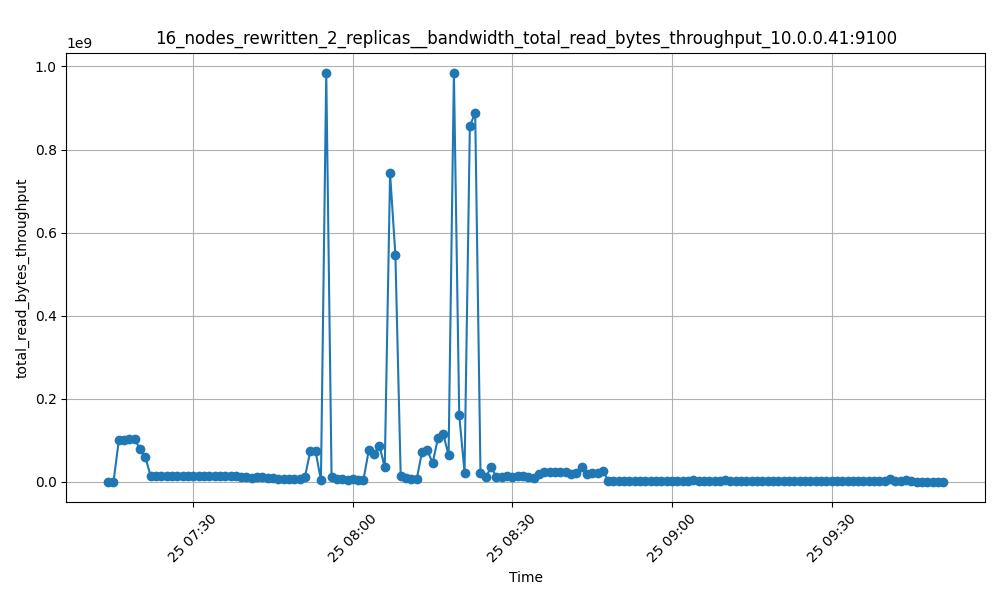 16_nodes_rewritten_2_replicas__bandwidth_total_read_bytes_throughput_10.0.0.41:9100
1e9
1.0
0.8
0.6
0.4
0.2
0.0
total_read_bytes_throughput
25 07:30
25 08:00
25 08:30
25 09:00
25 09:30
Time